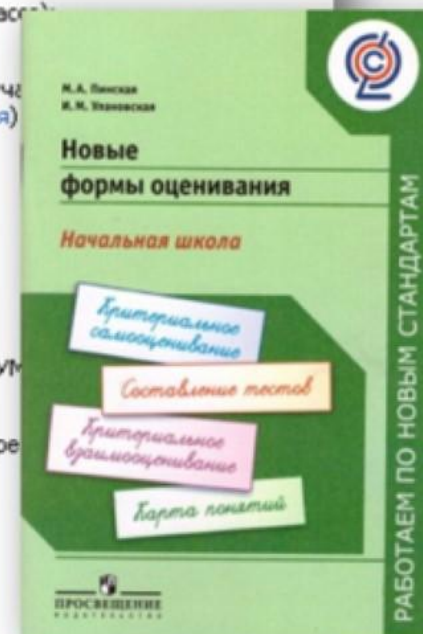 М.А. Пинская
И.М. Улановская
Новые
формы оценивания
Начальная школа
Критериальное
самооценивание
Составление тестов
Критериальное
взаимооценивание
Карта понятий
ПРОСВЕЩЕНИЕ
ИЗДАТЕЛЬСТВО
РАБОТАЕМ ПО НОВЫМ СТАНДАРТАМ